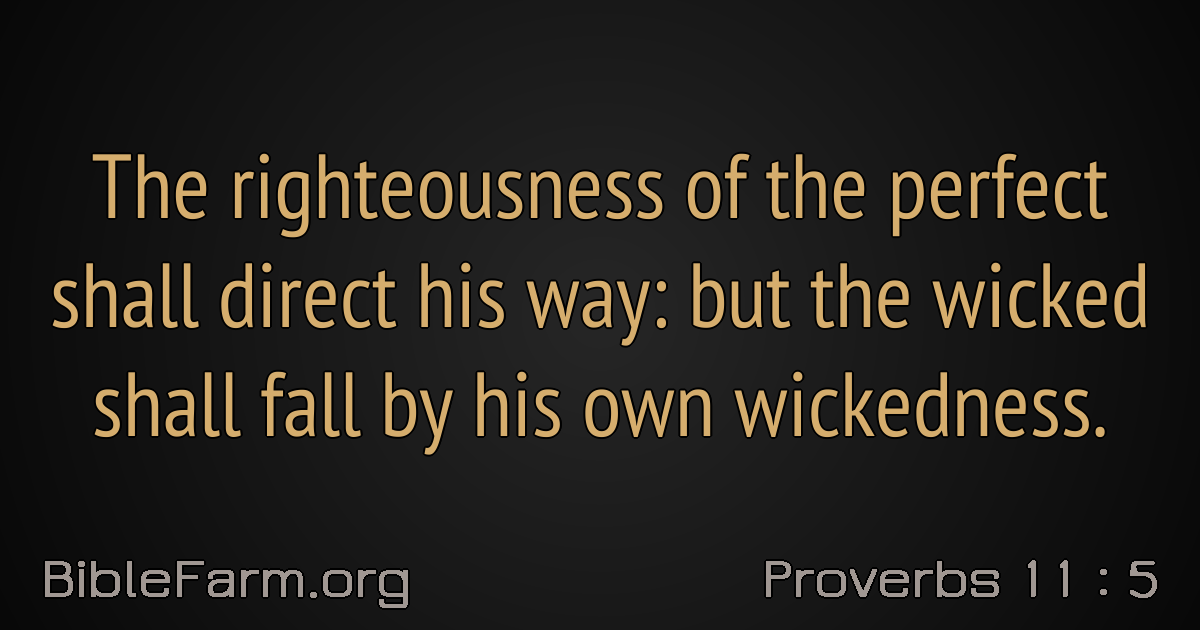 The righteousness of the perfect
shall direct his way: but the wicked
shall fall by his own wickedness.
BibleFarm.org
Proverbs 11 : 5